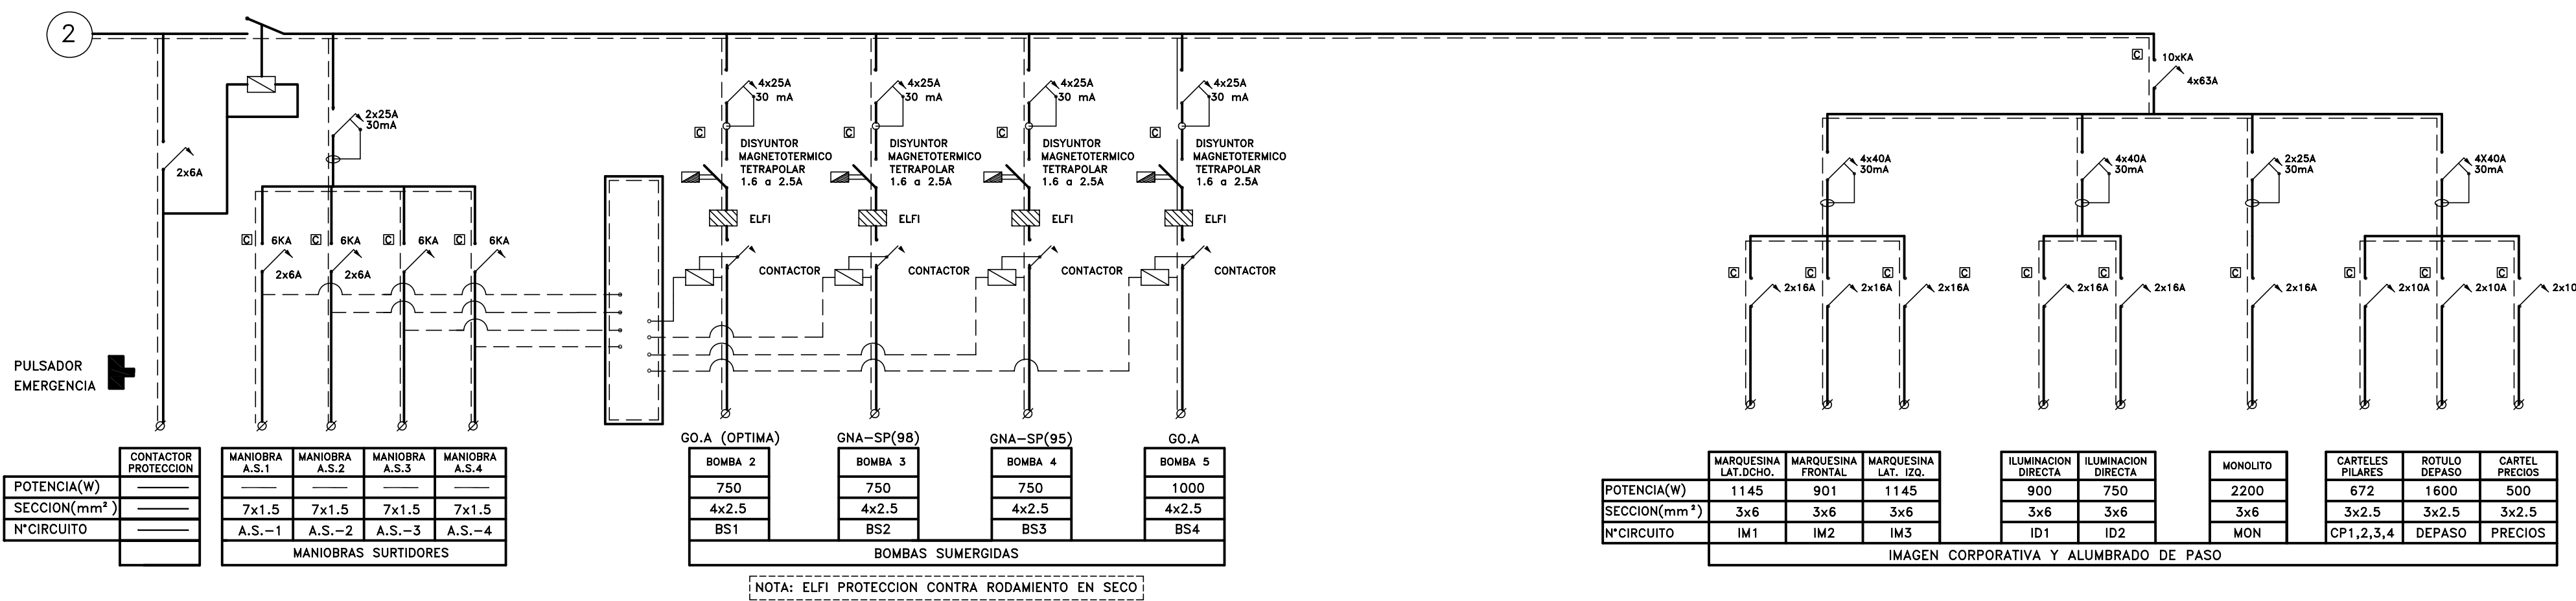 2
2x6A
PULSADOR
EMERGENCIA
2x25A
30mA
C 6KA C 6KA C 6KA C 6KA
2x6A 2x6A
4x25A
30 mA
C
DISYUNTOR
MAGNETOTERMICO
TETRAPOLAR
1.6 a 2.5A
ELFI
CONTACTOR
4x25A
30 mA
C
DISYUNTOR
MAGNETOTERMICO
TETRAPOLAR
1.6 a 2.5A
ELFI
CONTACTOR
4x25A
30 mA
C
DISYUNTOR
MAGNETOTERMICO
TETRAPOLAR
1.6 a 2.5A
ELFI
CONTACTOR
4x25A
30 mA
C
DISYUNTOR
MAGNETOTERMICO
TETRAPOLAR
1.6 a 2.5A
ELFI
CONTACTOR
C 10xKA
4x63A
4x40A
30mA
4x40A
30mA
2x25A
30mA
4X40A
30mA
C C C C C C C C C C
2x16A 2x16A 2x16A 2x16A 2x16A 2x16A 2x10A 2x10A 2x10
CONTACTOR
PROTECCION
POTENCIA(W)
SECCION(mm²)
N°CIRCUITO
MANIOBRA MANIOBRA MANIOBRA MANIOBRA
A.S.1 A.S.2 A.S.3 A.S.4
7x1.5 7x1.5 7x1.5 7x1.5
A.S.-1 A.S.-2 A.S.-3 A.S.-4
MANIOBRAS SURTIDORES
GO.A (OPTIMA) GNA-SP(98) GNA-SP(95) GO.A
BOMBA 2 BOMBA 3 BOMBA 4 BOMBA 5
750 750 750 1000
4x2.5 4x2.5 4x2.5 4x2.5
BS1 BS2 BS3 BS4
BOMBAS SUMERGIDAS
NOTA: ELFI PROTECCION CONTRA RODAMIENTO EN SECO
MARQUESINA MARQUESINA MARQUESINA ILUMINACION ILUMINACION MONOLITO CARTELES ROTULO CARTEL
LAT.DCHO. FRONTAL LAT. IZQ. DIRECTA DIRECTA PILARES DEPASO PRECIOS
POTENCIA(W) 1145 901 1145 900 750 2200 672 1600 500
SECCION(mm²) 3x6 3x6 3x6 3x6 3x6 3x6 3x2.5 3x2.5 3x2.5
N°CIRCUITO IM1 IM2 IM3 ID1 ID2 MON CP1,2,3,4 DEPASO PRECIOS
IMAGEN CORPORATIVA Y ALUMBRADO DE PASO